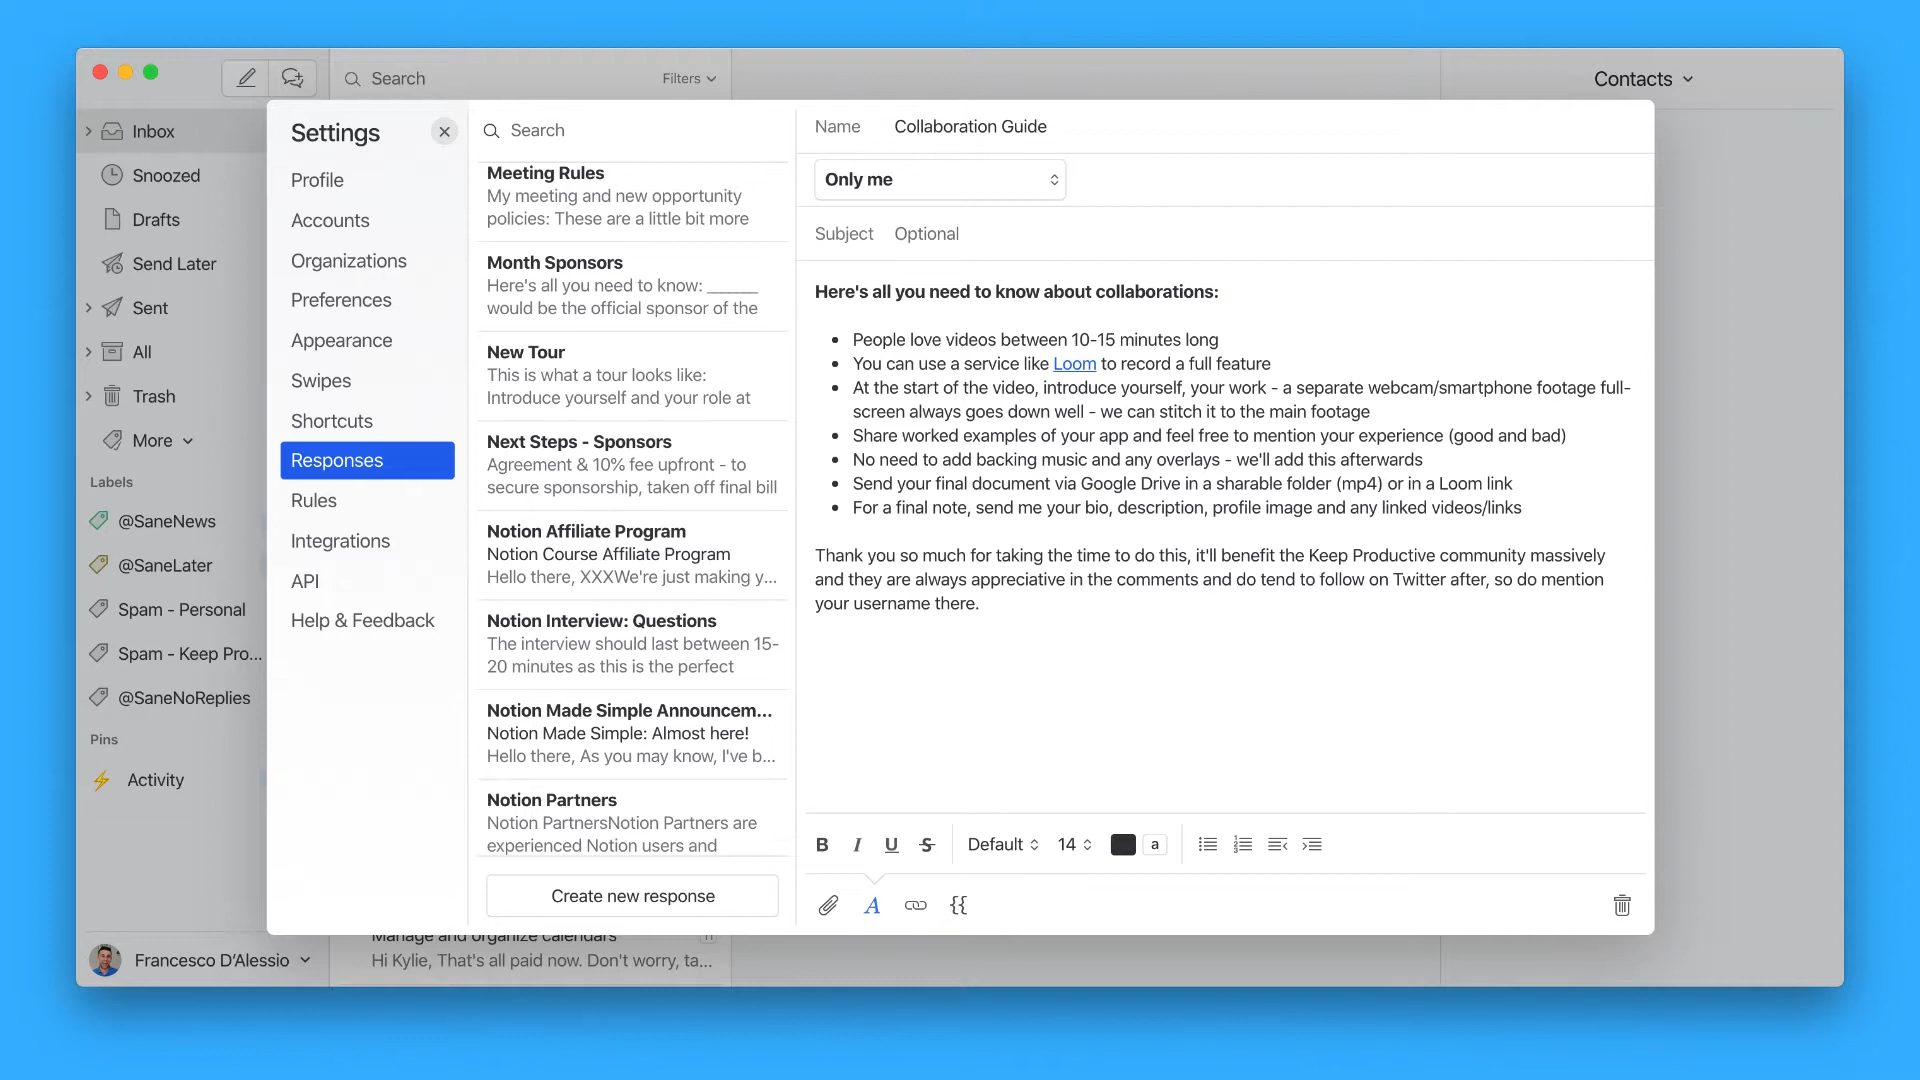 Search
Filters
Contacts
Inbox
Snoozed
Drafts
Send Later
Sent
All
Trash
More
Labels
@SaneNews
@SaneLater
Spam - Personal
Spam - Keep Pro...
@SaneNoReplies
Pins
Activity
Francesco D'Alessio
Settings
Profile
Accounts
Organizations
Preferences
Appearance
Swipes
Shortcuts
Responses
Rules
Integrations
API
Help & Feedback
Search
Meeting Rules
My meeting and new opportunity
policies: These are a little bit more
Month Sponsors
Here's all you need to know: ______
would be the official sponsor of the
New Tour
This is what a tour looks like:
Introduce yourself and your role at
Next Steps - Sponsors
Agreement & 10% fee upfront - to
secure sponsorship, taken off final bill
Notion Affiliate Program
Notion Course Affiliate Program
Hello there, XXXWe're just making y...
Notion Interview: Questions
The interview should last between 15-
20 minutes as this is the perfect
Notion Made Simple Announcem...
Notion Made Simple: Almost here!
Hello there, As you may know, I've b...
Notion Partners
Notion PartnersNotion Partners are
experienced Notion users and
Create new response
Manage and organize calendars
Hi Kylie, That's all paid now. Don't worry, ta...
Name Collaboration Guide
Only me
Subject Optional
Here's all you need to know about collaborations:
• People love videos between 10-15 minutes long
• You can use a service like Loom to record a full feature
• At the start of the video, introduce yourself, your work - a separate webcam/smartphone footage full-
screen always goes down well - we can stitch it to the main footage
• Share worked examples of your app and feel free to mention your experience (good and bad)
• No need to add backing music and any overlays - we'll add this afterwards
• Send your final document via Google Drive in a sharable folder (mp4) or in a Loom link
• For a final note, send me your bio, description, profile image and any linked videos/links
Thank you so much for taking the time to do this, it'll benefit the Keep Productive community massively
and they are always appreciative in the comments and do tend to follow on Twitter after, so do mention
your username there.
B I U S Default 14 a
A {{